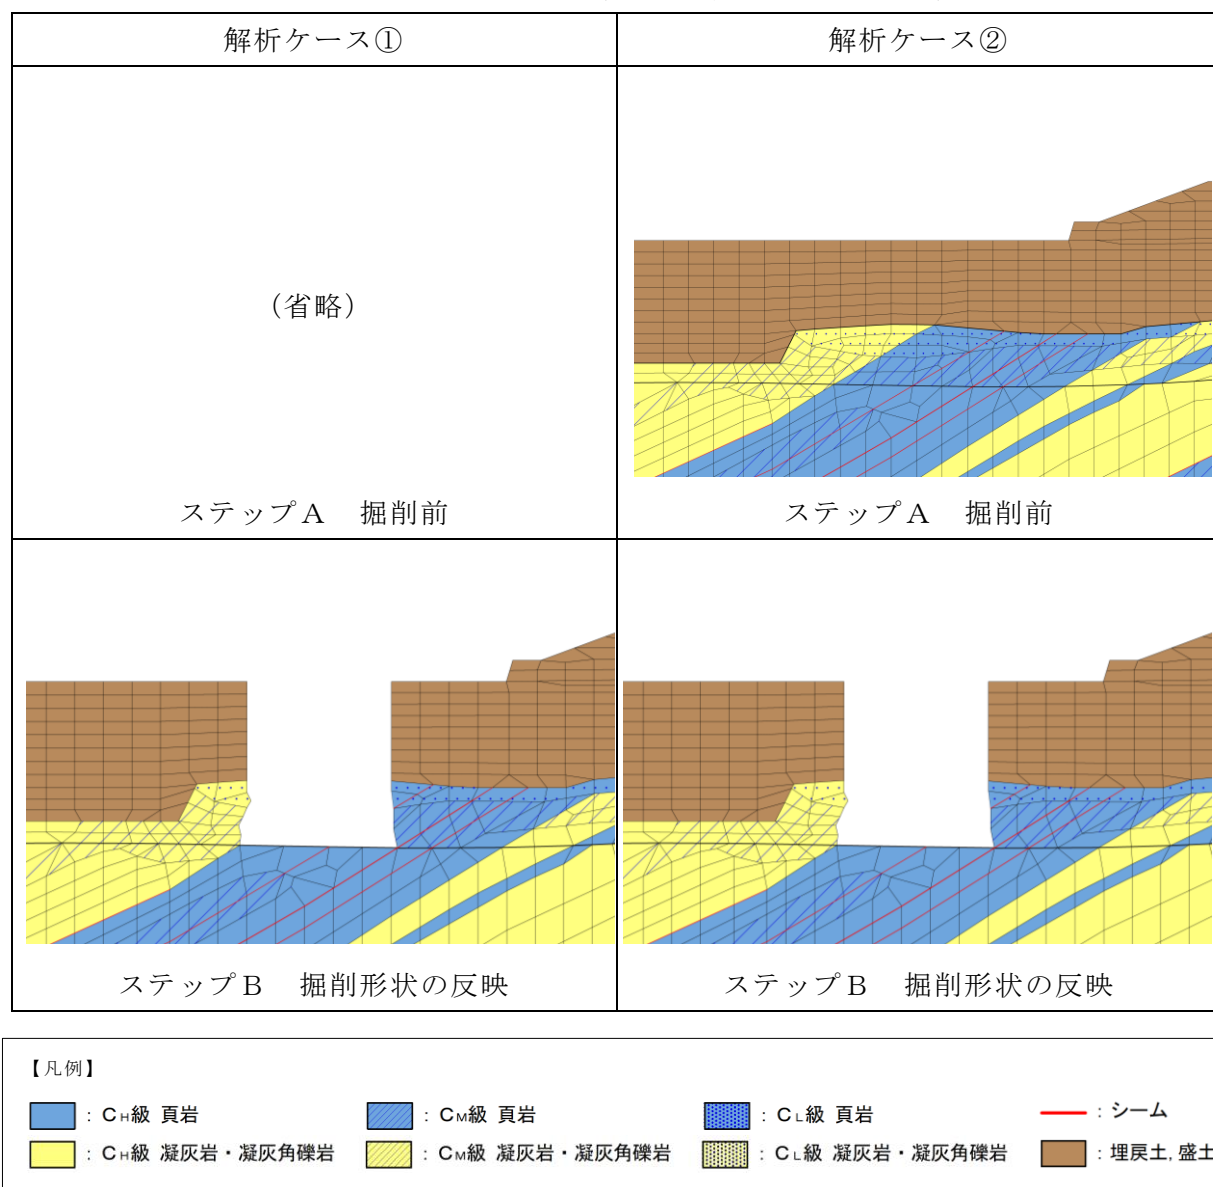 解析ケース①
解析ケース②
（省略）
ステップA　掘削前
ステップA　掘削前
ステップB　掘削形状の反映
ステップB　掘削形状の反映
【凡例】
：CH級 頁岩
：CM級 頁岩
：CL級 頁岩
：シーム
：CH級 凝灰岩・凝灰角礫岩
：CM級 凝灰岩・凝灰角礫岩
：CL級 凝灰岩・凝灰角礫岩
：埋戻土, 盛土